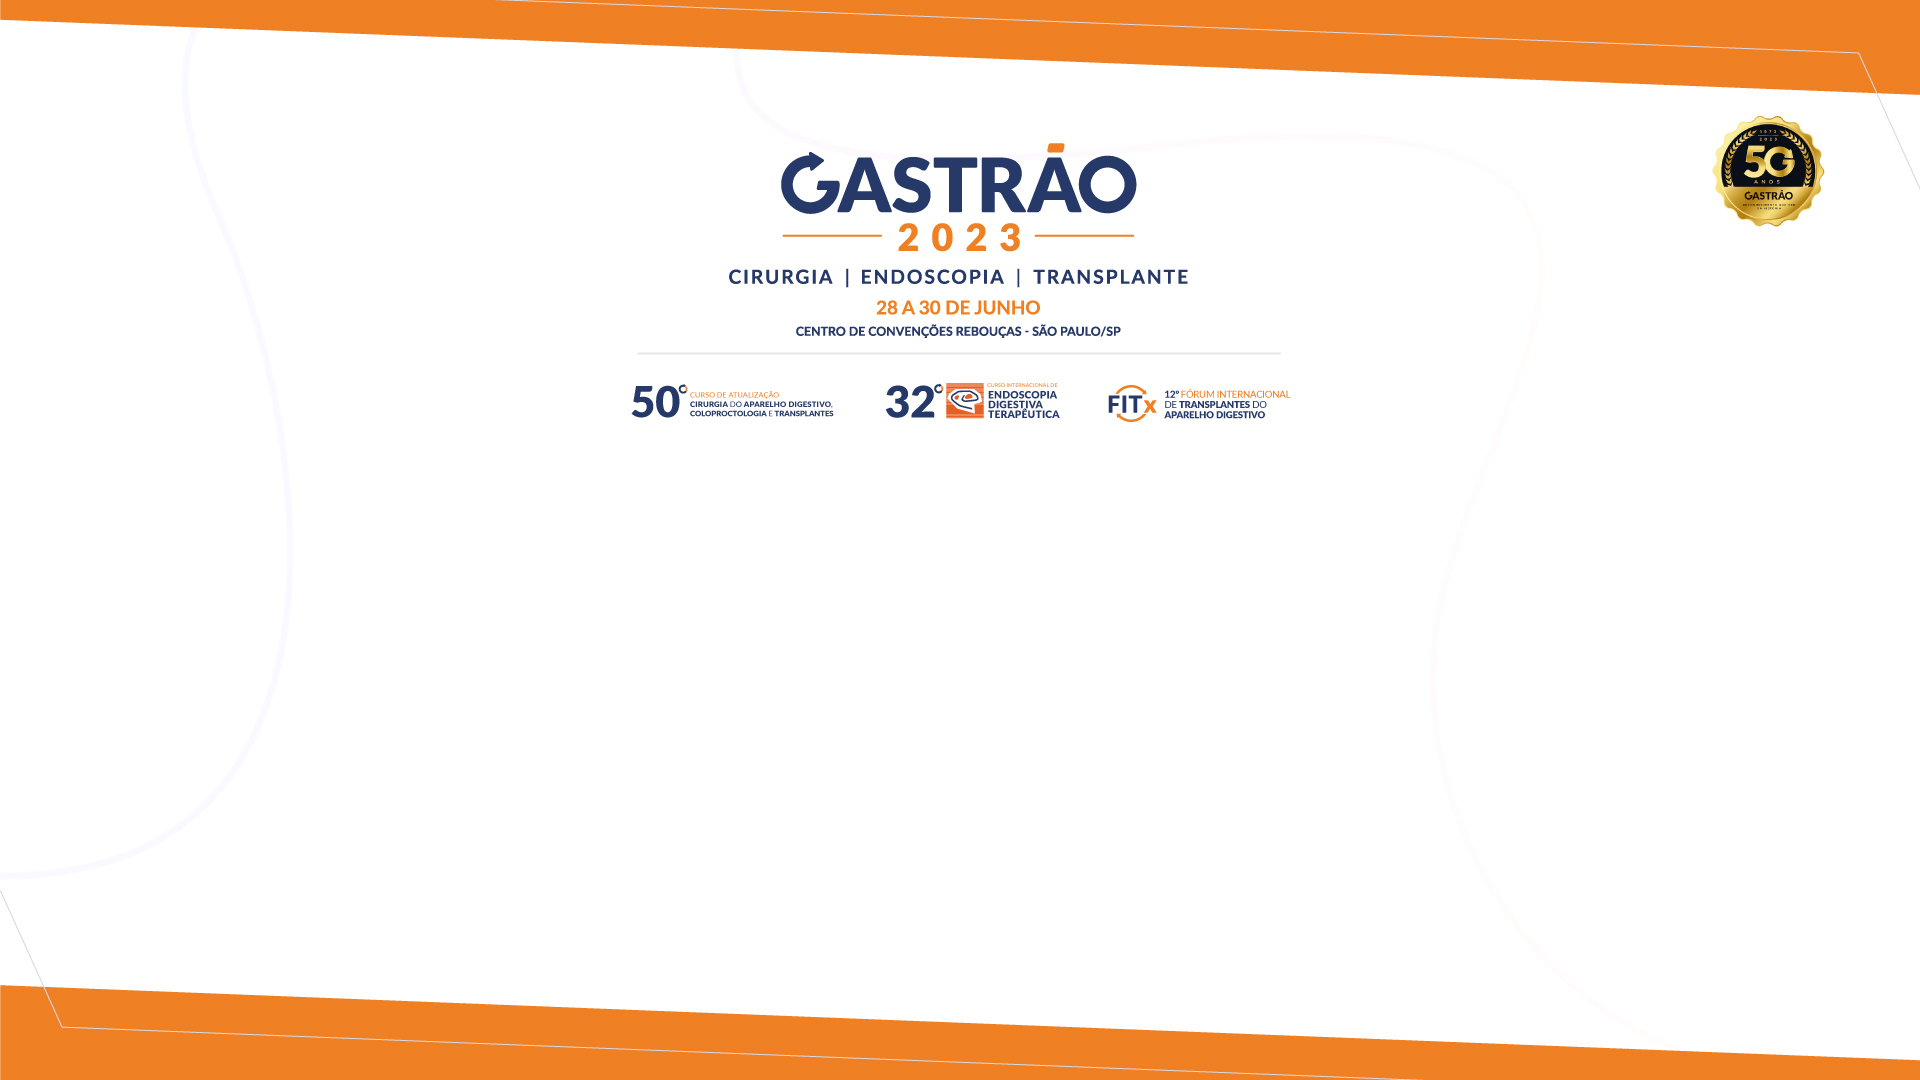 GASTRÃO
2023
CIRURGIA | ENDOSCOPIA | TRANSPLANTE
28 A 30 DE JUNHO
CENTRO DE CONVENÇÕES REBOUÇAS - SÃO PAULO/SP
50º CURSO DE ATUALIZAÇÃO
CIRURGIA DO APARELHO DIGESTIVO,
COLOPROCTOLOGIA E TRANSPLANTES
32º CURSO INTERNACIONAL DE
ENDOSCOPIA
DIGESTIVA
TERAPÊUTICA
FITx
12º FÓRUM INTERNACIONAL
DE TRANSPLANTES DO
APARELHO DIGESTIVO
1973
2023
50
ANOS
GASTRÃO